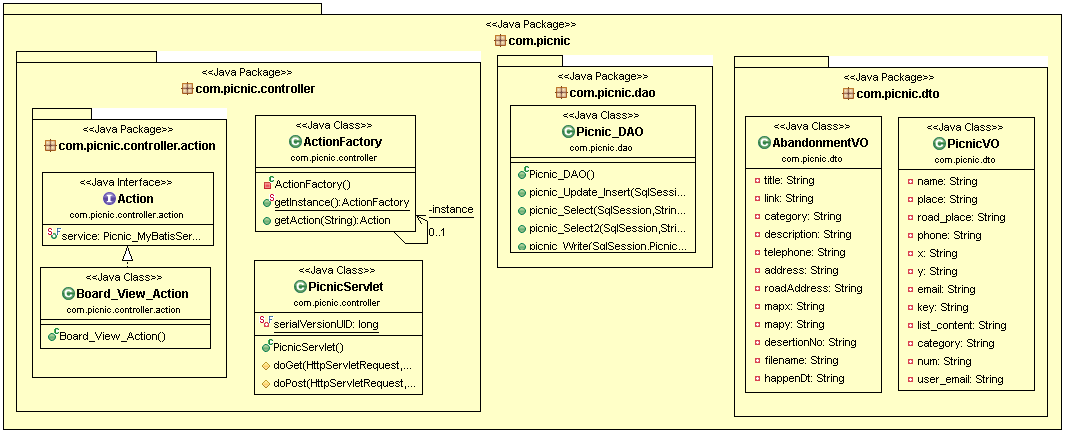 <<Java Package>>
com.picnic
<<Java Package>>
com.picnic.controller
<<Java Package>>
com.picnic.controller.action
<<Java Interface>>
Action
com.picnic.controller.action
service: Picnic_MyBatisSer...
<<Java Class>>
Board_View_Action
com.picnic.controller.action
Board_View_Action()
<<Java Class>>
ActionFactory
com.picnic.controller
ActionFactory()
getInstance():ActionFactory
getAction(String):Action
-instance
0..1
<<Java Class>>
PicnicServlet
com.picnic.controller
serialVersionUID: long
PicnicServlet()
doGet(HttpServletRequest,...
doPost(HttpServletRequest,...
<<Java Package>>
com.picnic.dao
<<Java Class>>
Picnic_DAO
com.picnic.dao
Picnic_DAO()
picnic_Update_Insert(SqlSessi...
picnic_Select(SqlSession,Strin...
picnic_Select2(SqlSession,Stri...
picnic_Write(SqlSession,Picnic...
<<Java Package>>
com.picnic.dto
<<Java Class>>
AbandonmentVO
com.picnic.dto
title: String
link: String
category: String
description: String
telephone: String
address: String
roadAddress: String
mapx: String
mapy: String
desertionNo: String
filename: String
happenDt: String
<<Java Class>>
PicnicVO
com.picnic.dto
name: String
place: String
road_place: String
phone: String
x: String
y: String
email: String
key: String
list_content: String
category: String
num: String
user_email: String